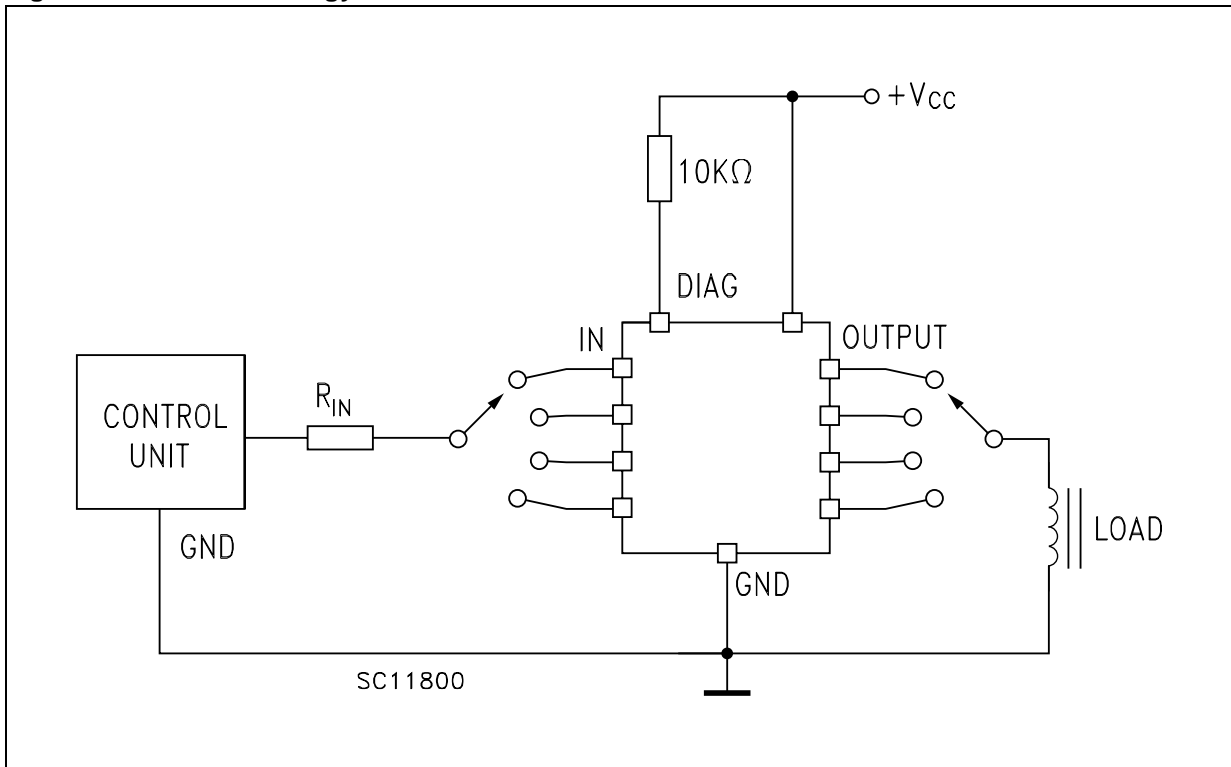 +VCC
10KΩ
DIAG
IN
OUTPUT
RIN
CONTROL
UNIT
GND
LOAD
GND
SC11800